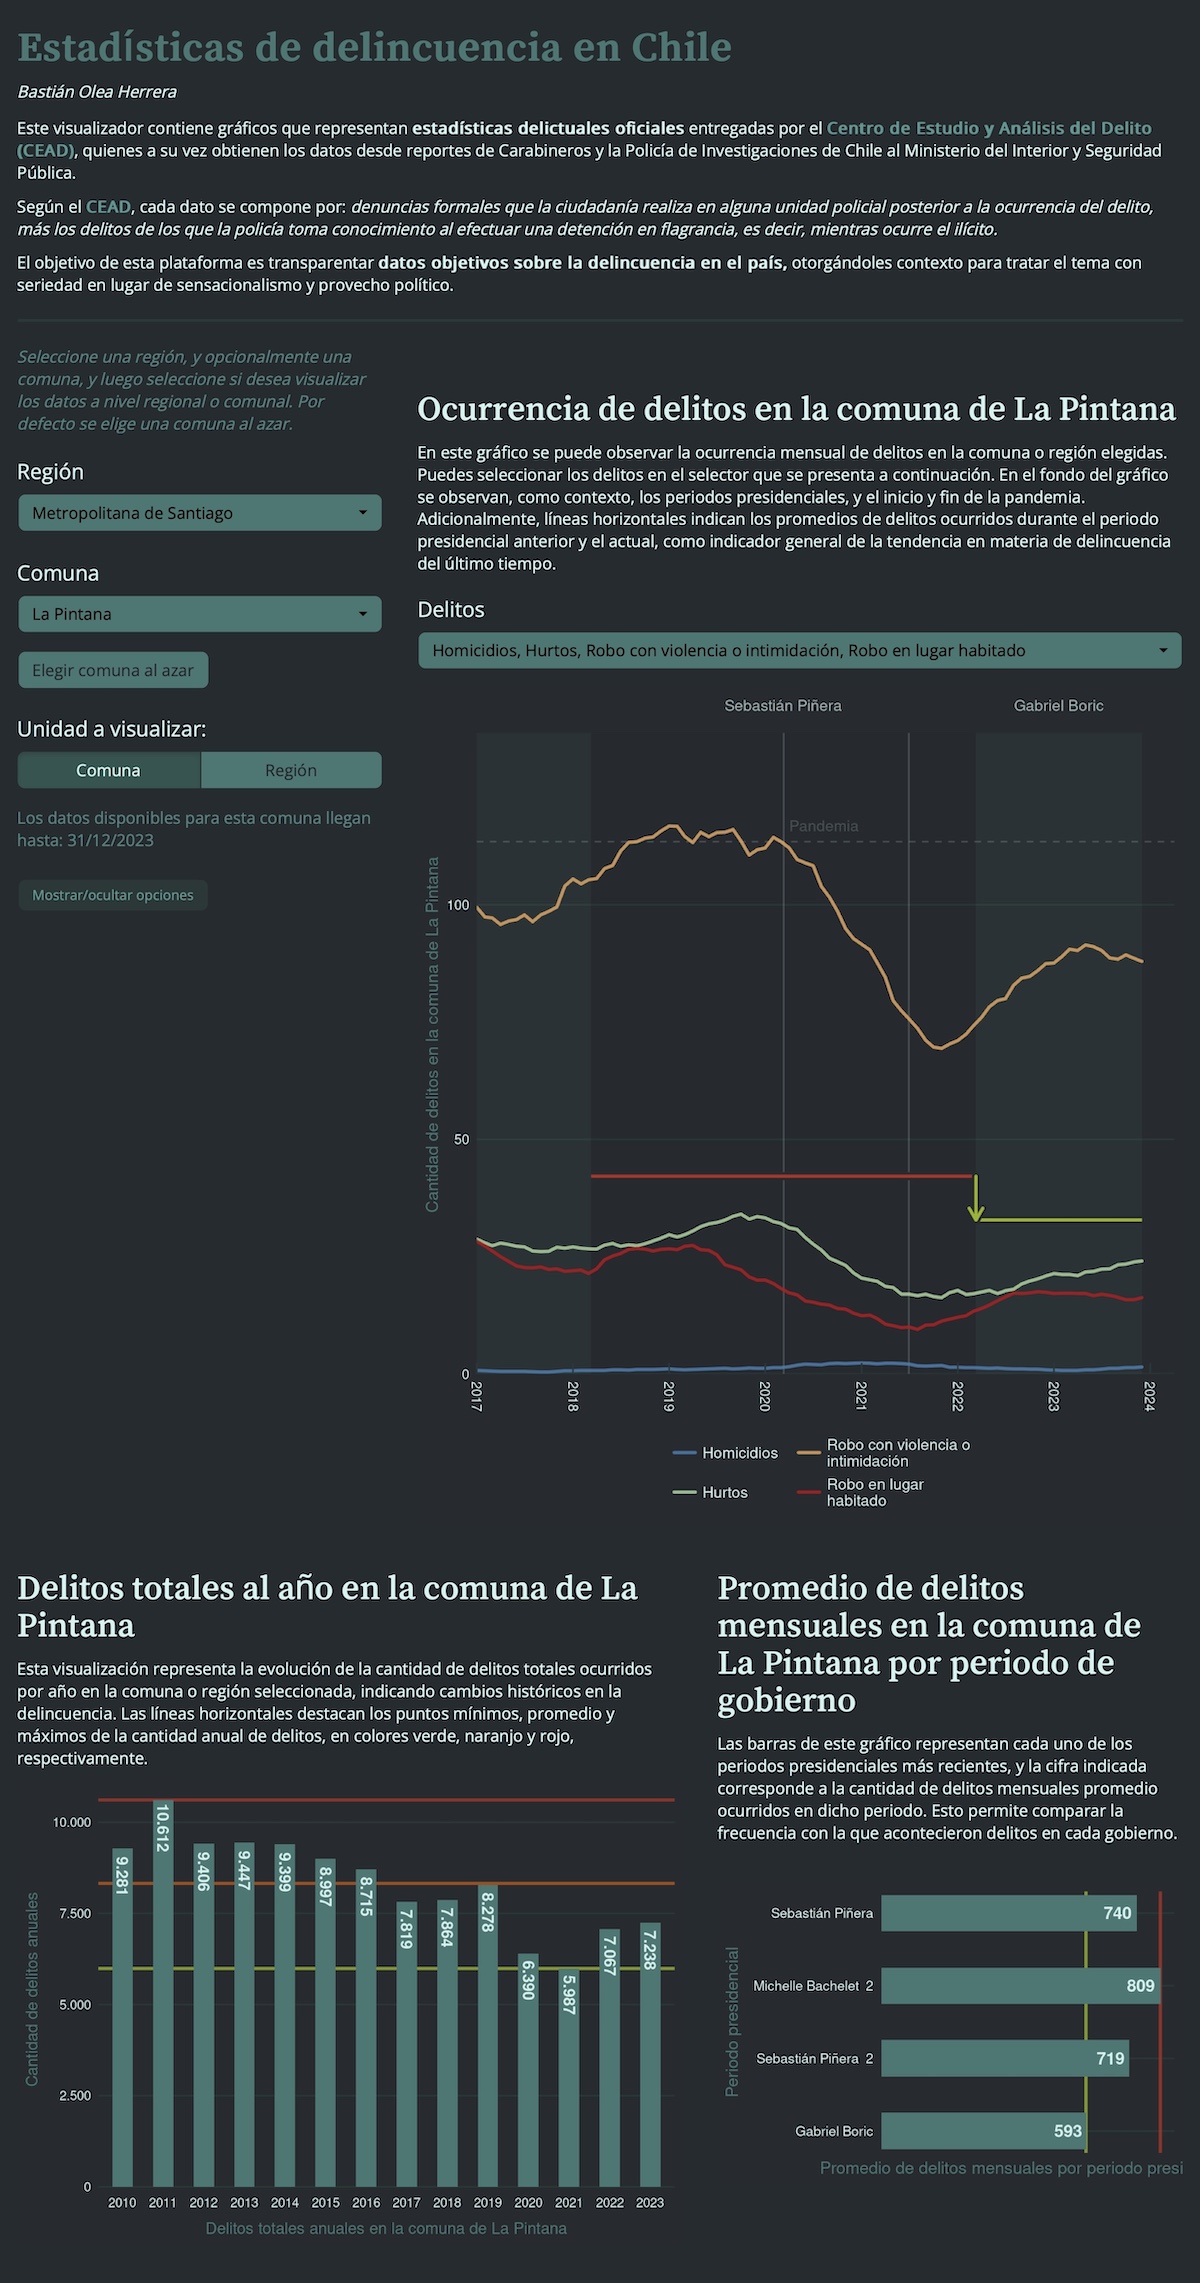 Estadísticas de delincuencia en Chile
Bastián Olea Herrera
Este visualizador contiene gráficos que representan estadísticas delictuales oficiales entregadas por el Centro de Estudio y Análisis del Delito
(CEAD), quienes a su vez obtienen los datos desde reportes de Carabineros y la Policía de Investigaciones de Chile al Ministerio del Interior y Seguridad
Pública.
Según el CEAD, cada dato se compone por: denuncias formales que la ciudadanía realiza en alguna unidad policial posterior a la ocurrencia del delito,
más los delitos de los que la policía toma conocimiento al efectuar una detención en flagrancia, es decir, mientras ocurre el ilícito.
El objetivo de esta plataforma es transparentar datos objetivos sobre la delincuencia en el país, otorgándoles contexto para tratar el tema con
seriedad en lugar de sensacionalismo y provecho político.
Seleccione una región, y opcionalmente una
comuna, y luego seleccione si desea visualizar
los datos a nivel regional o comunal. Por
defecto se elige una comuna al azar.
Región
Metropolitana de Santiago
Comuna
La Pintana
Elegir comuna al azar
Unidad a visualizar:
Comuna
Región
Los datos disponibles para esta comuna llegan
hasta: 31/12/2023
Mostrar/ocultar opciones
Ocurrencia de delitos en la comuna de La Pintana
En este gráfico se puede observar la ocurrencia mensual de delitos en la comuna o región elegidas.
Puedes seleccionar los delitos en el selector que se presenta a continuación. En el fondo del gráfico
se observan, como contexto, los periodos presidenciales, y el inicio y fin de la pandemia.
Adicionalmente, líneas horizontales indican los promedios de delitos ocurridos durante el periodo
presidencial anterior y el actual, como indicador general de la tendencia en materia de delincuencia
del último tiempo.
Delitos
Homicidios, Hurtos, Robo con violencia o intimidación, Robo en lugar habitado
Sebastián Piñera
Gabriel Boric
Pandemia
Cantidad de delitos en la comuna de La Pintana
100
50
0
2017
2018
2019
2020
2021
2022
2023
2024
Homicidios
Robo con violencia o
intimidación
Hurtos
Robo en lugar
habitado
Delitos totales al año en la comuna de La
Pintana
Esta visualización representa la evolución de la cantidad de delitos totales ocurridos
por año en la comuna o región seleccionada, indicando cambios históricos en la
delincuencia. Las líneas horizontales destacan los puntos mínimos, promedio y
máximos de la cantidad anual de delitos, en colores verde, naranjo y rojo,
respectivamente.
Cantidad de delitos anuales
10.000
7.500
5.000
2.500
0
9.281
10.612
9.406
9.447
9.399
8.997
8.715
7.819
7.864
8.278
6.390
5.987
7.067
7.238
2010
2011
2012
2013
2014
2015
2016
2017
2018
2019
2020
2021
2022
2023
Delitos totales anuales en la comuna de La Pintana
Promedio de delitos
mensuales en la comuna de
La Pintana por periodo de
gobierno
Las barras de este gráfico representan cada uno de los
periodos presidenciales más recientes, y la cifra indicada
corresponde a la cantidad de delitos mensuales promedio
ocurridos en dicho periodo. Esto permite comparar la
frecuencia con la que acontecieron delitos en cada gobierno.
Periodo presidencial
Sebastián Piñera
740
Michelle Bachelet 2
809
Sebastián Piñera 2
719
Gabriel Boric
593
Promedio de delitos mensuales por periodo presi